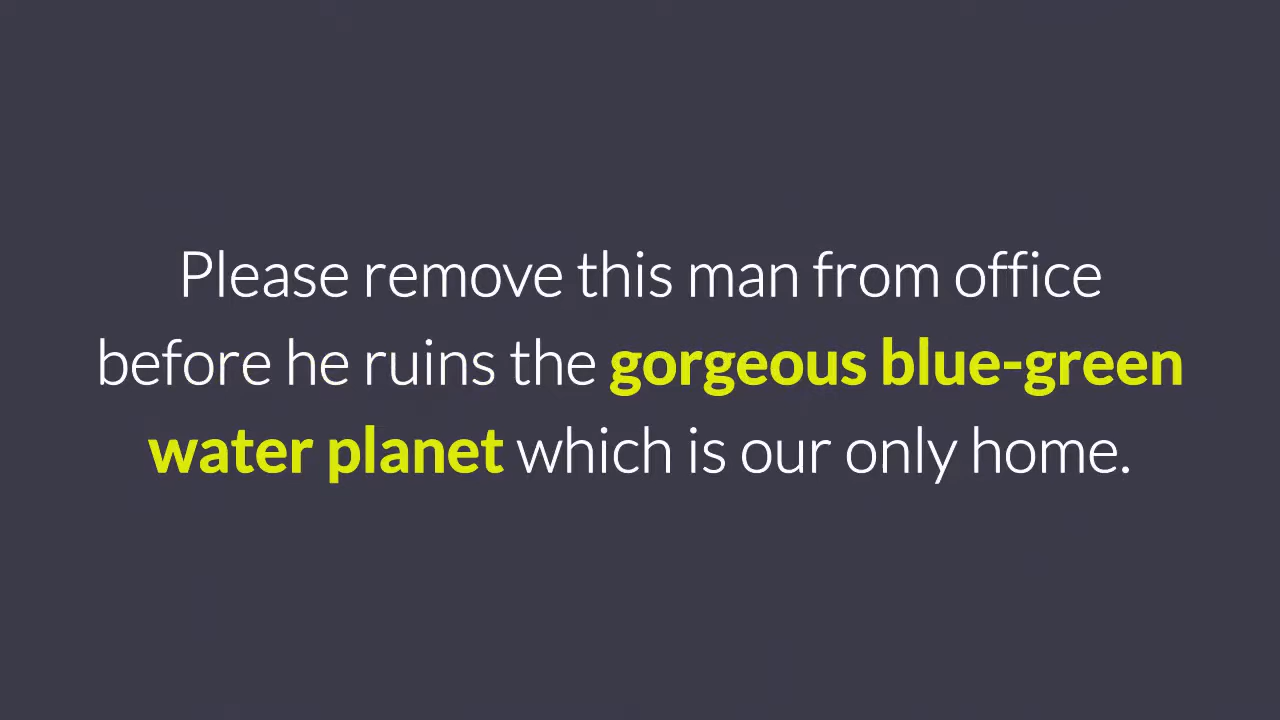 Please remove this man from office
before he ruins the gorgeous blue-green
water planet which is our only home.